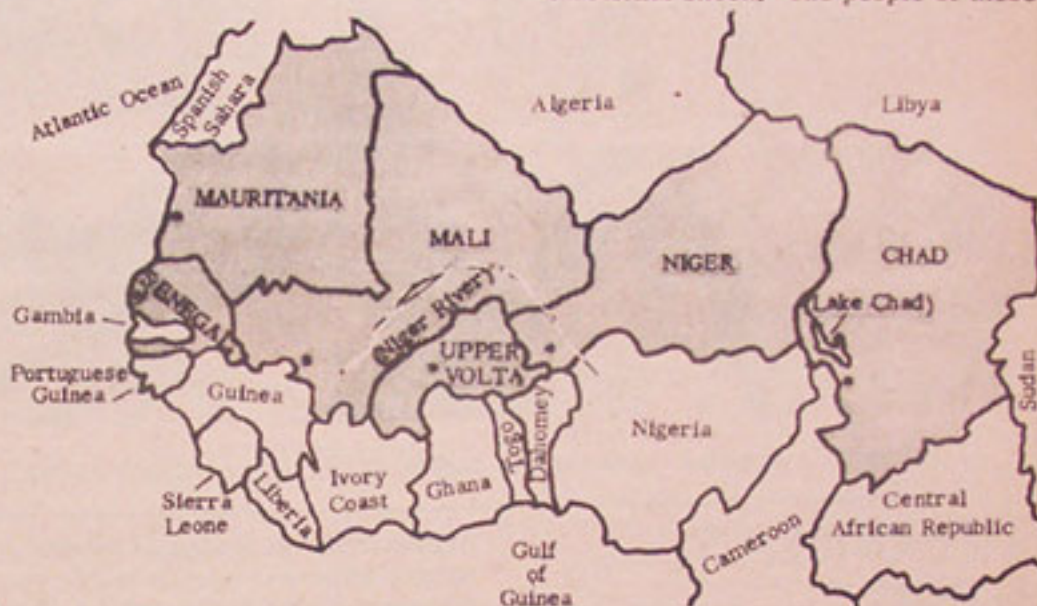 Atlantic Ocean
Spanish
Sahara
Algeria
Libya
MAURITANIA
MALI
NIGER
CHAD
SENEGAL
(Niger River)
(Lake Chad)
Gambia
UPPER
VOLTA
Portuguese
Guinea
Guinea
Sudan
Togo
Dahomey
Nigeria
Sierra
Leone
Liberia
Ivory
Coast
Ghana
Cameroon
Central
African Republic
Gulf
of
Guinea